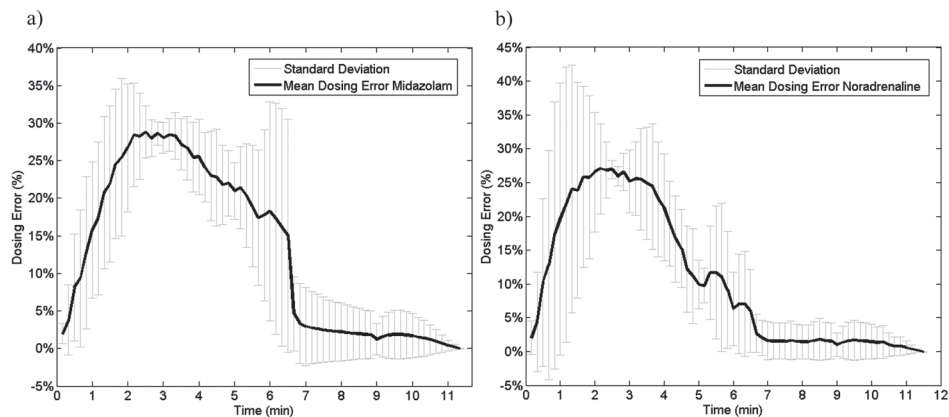 a)
40%
35%
30%
25%
20%
15%
10%
5%
0%
-5%
Dosing Error (%)
Standard Deviation
Mean Dosing Error Midazolam
0 1 2 3 4 5 6 7 8 9 10 11
Time (min)
b)
45%
40%
35%
30%
25%
20%
15%
10%
5%
0%
-5%
Dosing Error (%)
Standard Deviation
Mean Dosing Error Noradrenaline
0 1 2 3 4 5 6 7 8 9 10 11 12
Time (min)